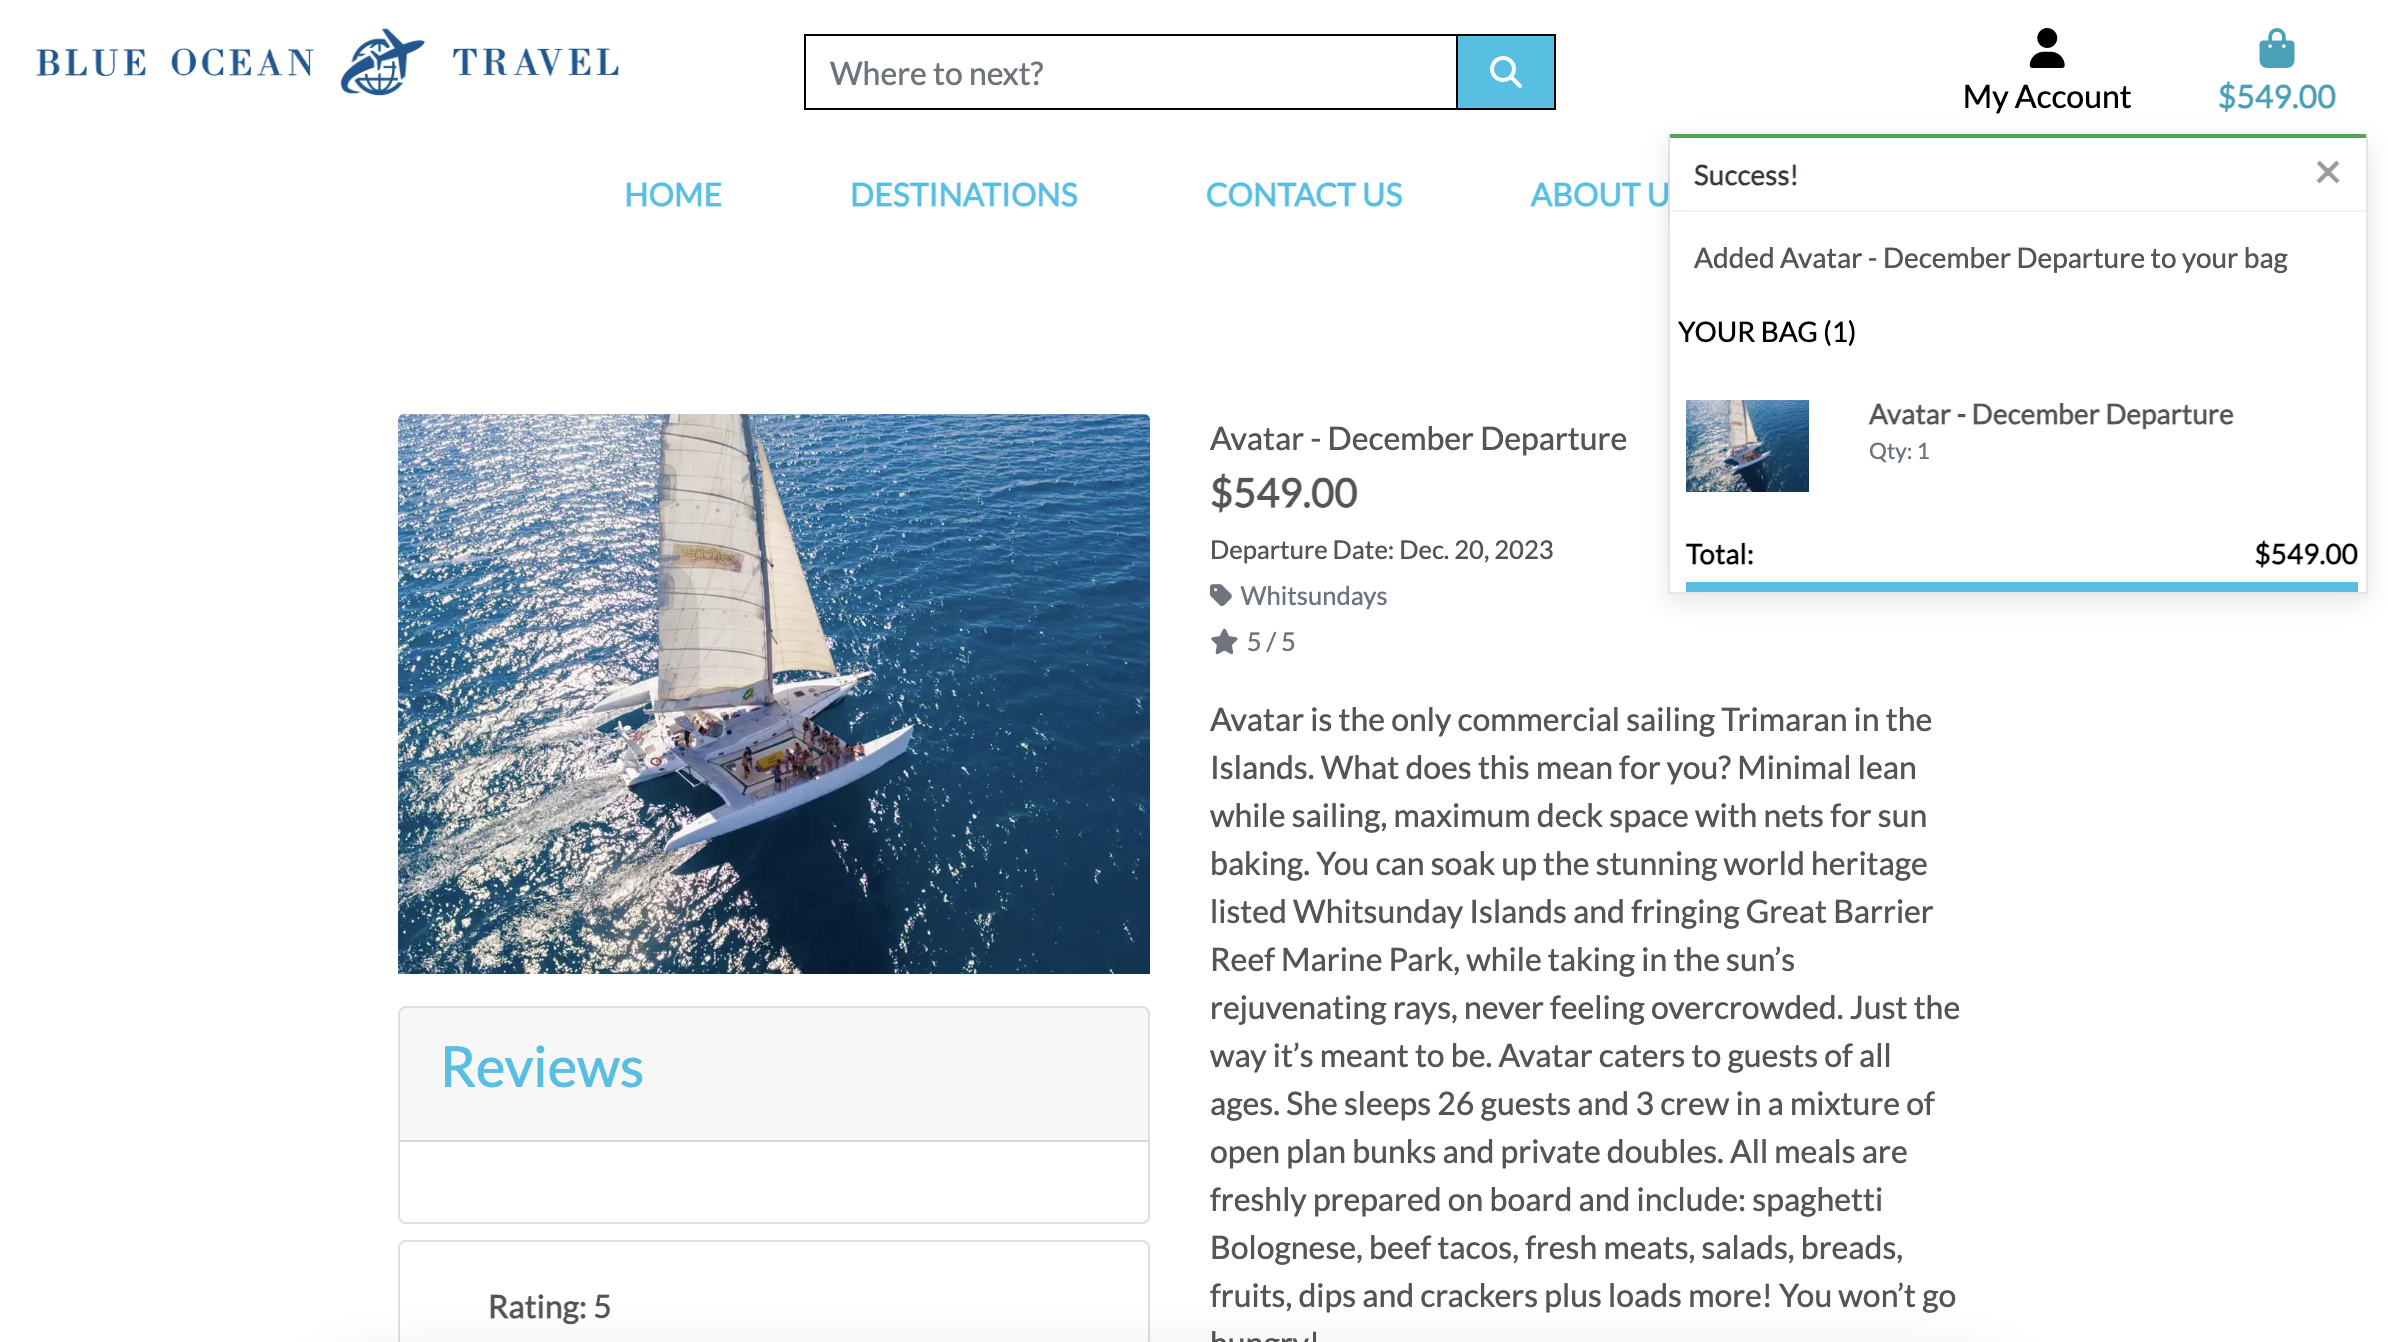 BLUE OCEAN TRAVEL
Where to next?
My Account
$549.00
HOME
DESTINATIONS
CONTACT US
ABOUT U
Success!
Added Avatar - December Departure to your bag
YOUR BAG (1)
Avatar - December Departure
Qty: 1
Total:
$549.00
Avatar - December Departure
$549.00
Departure Date: Dec. 20, 2023
Whitsundays
5 / 5
Avatar is the only commercial sailing Trimaran in the
Islands. What does this mean for you? Minimal lean
while sailing, maximum deck space with nets for sun
baking. You can soak up the stunning world heritage
listed Whitsunday Islands and fringing Great Barrier
Reef Marine Park, while taking in the sun’s
rejuvenating rays, never feeling overcrowded. Just the
way it’s meant to be. Avatar caters to guests of all
ages. She sleeps 26 guests and 3 crew in a mixture of
open plan bunks and private doubles. All meals are
freshly prepared on board and include: spaghetti
Bolognese, beef tacos, fresh meats, salads, breads,
fruits, dips and crackers plus loads more! You won’t go
Reviews
Rating: 5